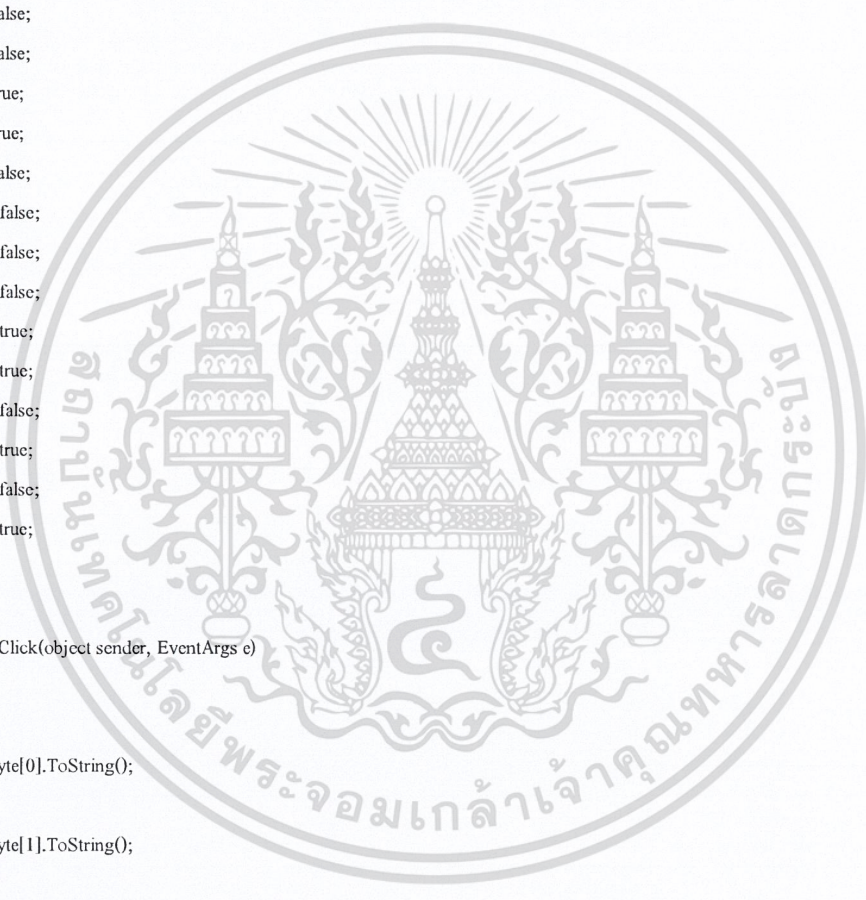 alse;
alse;
rue;
rue;
alse;
false;
false;
false;
true;
true;
false;
true;
false;
true;
Click(object sender, EventArgs e)
yte[0].ToString();
yte[1].ToString();
สถาบันเทคโนโลยีพระจอมเกล้าเจ้าคุณทหารลาดกระบัง